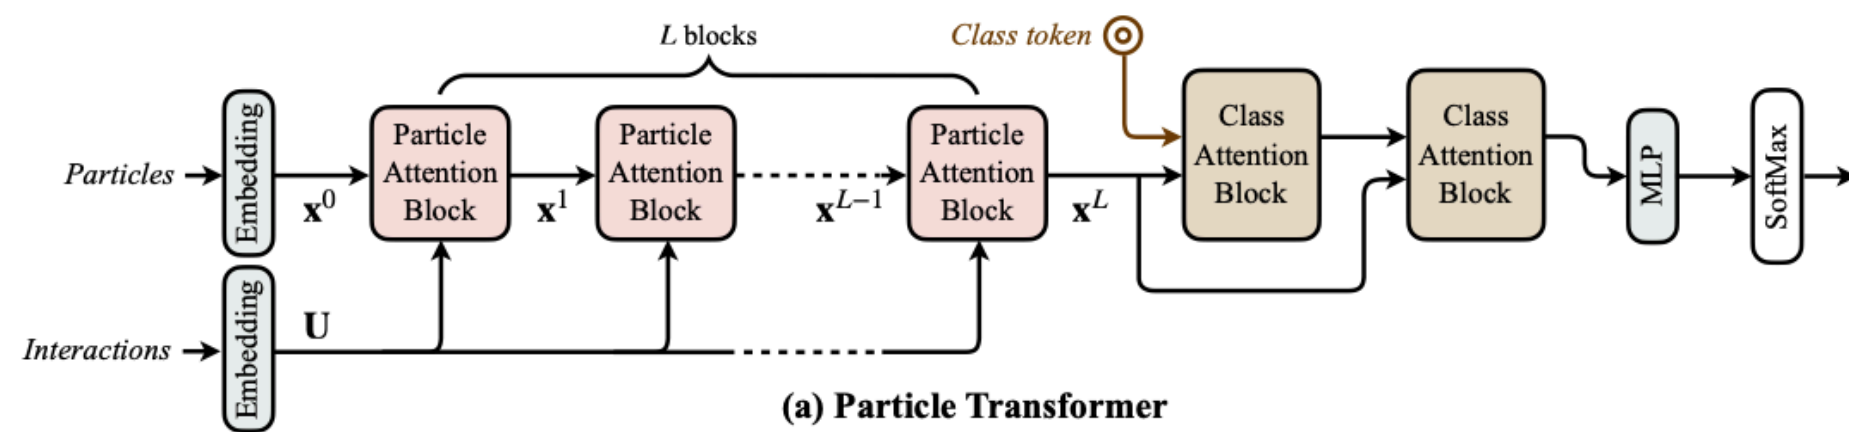 L blocks
Class token
Particles
Embedding
x⁰
Particle
Attention
Block
x¹
Particle
Attention
Block
xᴸ⁻¹
Particle
Attention
Block
xᴸ
Class
Attention
Block
Class
Attention
Block
MLP
SoftMax
Interactions
Embedding
U
(a) Particle Transformer